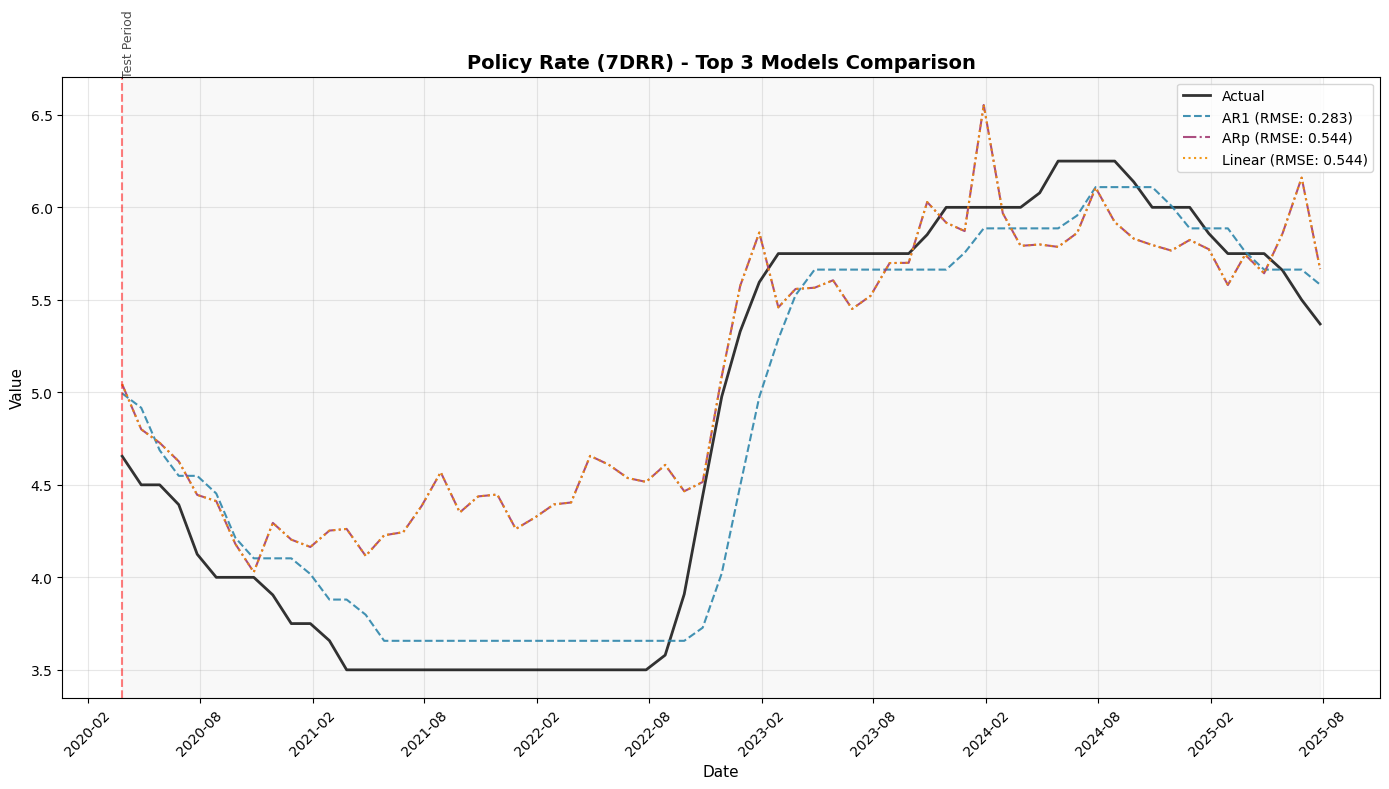 Test Period
Policy Rate (7DRR) - Top 3 Models Comparison
Actual
AR1 (RMSE: 0.283)
ARp (RMSE: 0.544)
Linear (RMSE: 0.544)
Value
6.5
6.0
5.5
5.0
4.5
4.0
3.5
2020-02
2020-08
2021-02
2021-08
2022-02
2022-08
2023-02
2023-08
2024-02
2024-08
2025-02
2025-08
Date